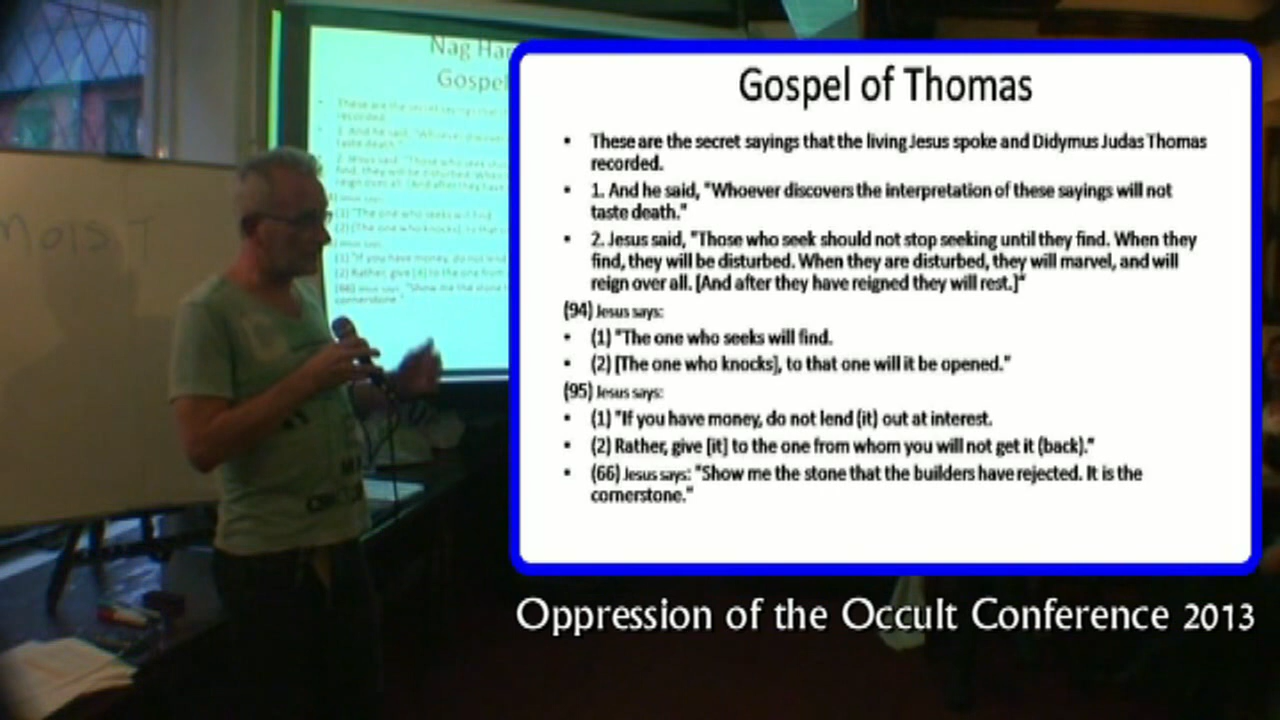 Nag Ham
Gospel
MoisT
Gospel of Thomas
• These are the secret sayings that the living Jesus spoke and Didymus Judas Thomas
recorded.
• 1. And he said, "Whoever discovers the interpretation of these sayings will not
taste death."
• 2. Jesus said, "Those who seek should not stop seeking until they find. When they
find, they will be disturbed. When they are disturbed, they will marvel, and will
reign over all. [And after they have reigned they will rest.]"
(94) Jesus says:
• (1) "The one who seeks will find.
• (2) [The one who knocks], to that one will it be opened."
(95) Jesus says:
• (1) "If you have money, do not lend (it) out at interest.
• (2) Rather, give [it] to the one from whom you will not get it (back)."
• (66) Jesus says: "Show me the stone that the builders have rejected. It is the
cornerstone."
Oppression of the Occult Conference 2013